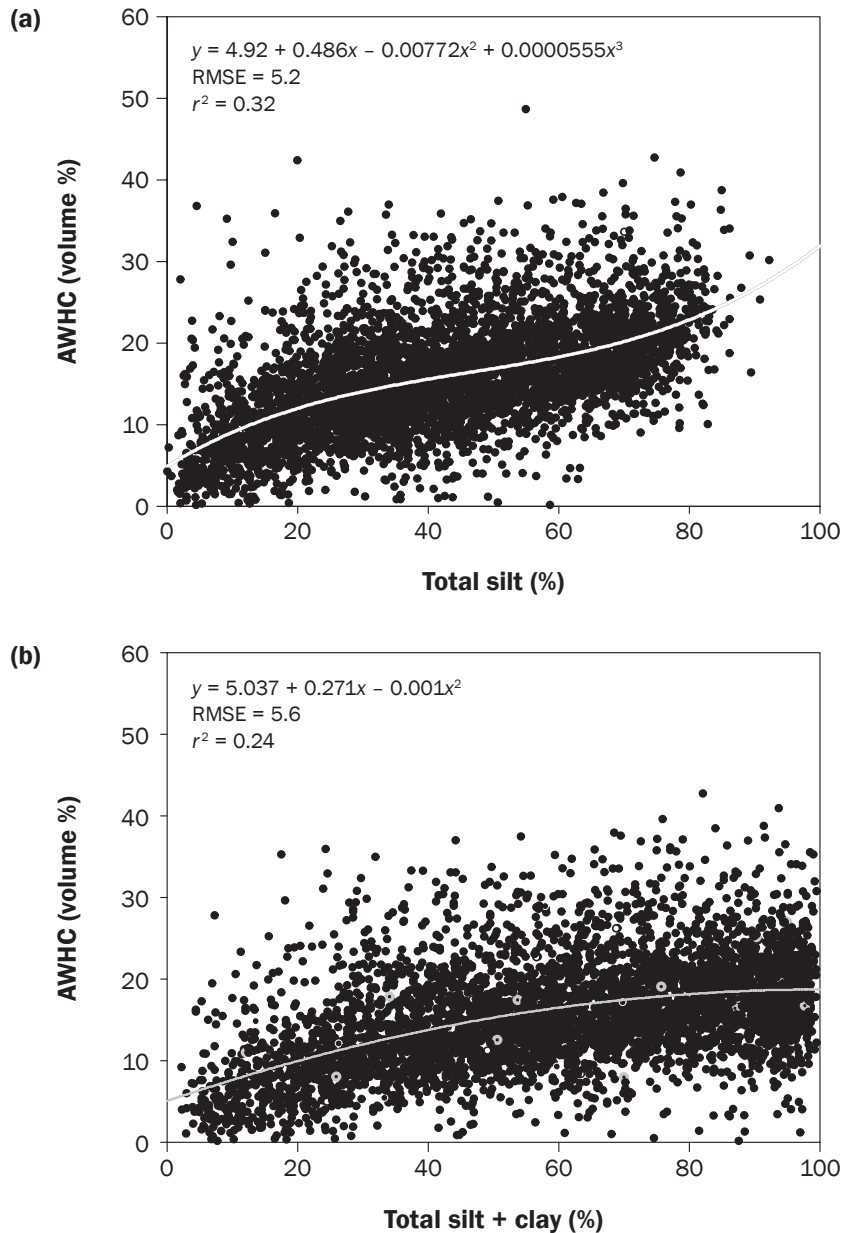 (a)
60
y = 4.92 + 0.486x – 0.00772x² + 0.0000555x³
RMSE = 5.2
r² = 0.32
50
40
30
20
10
0
AWHC (volume %)
0 20 40 60 80 100
Total silt (%)
(b)
60
y = 5.037 + 0.271x – 0.001x²
RMSE = 5.6
r² = 0.24
50
40
30
20
10
0
AWHC (volume %)
0 20 40 60 80 100
Total silt + clay (%)